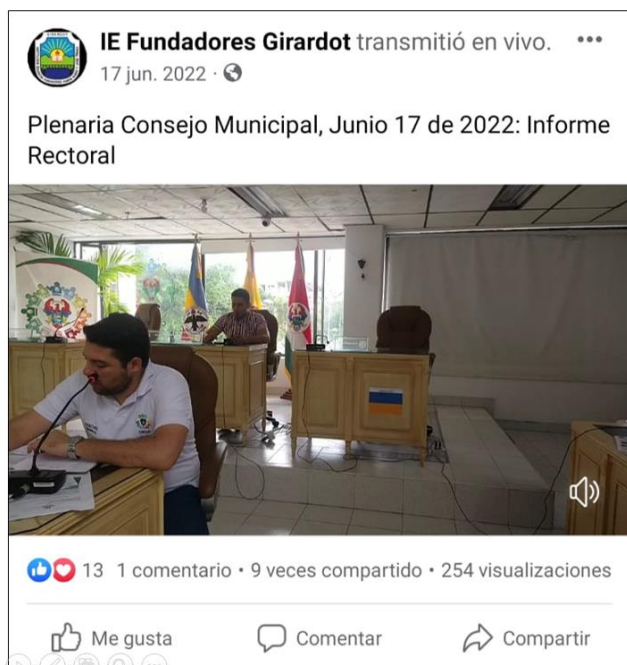 IE Fundadores Girardot transmitió en vivo.
17 jun. 2022 ·
Plenaria Consejo Municipal, Junio 17 de 2022: Informe
Rectoral
13 1 comentario • 9 veces compartido • 254 visualizaciones
Me gusta Comentar Compartir